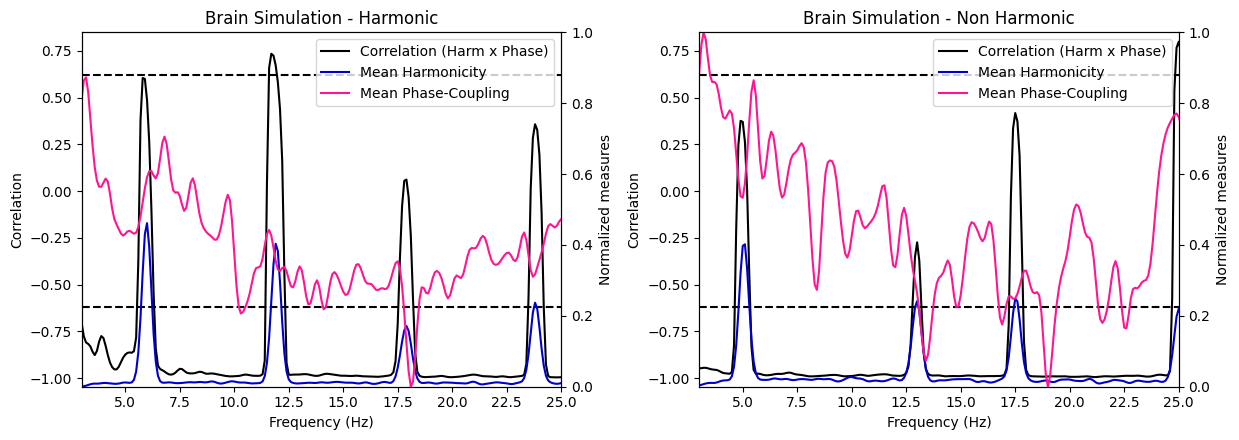 Brain Simulation - Harmonic
Correlation (Harm x Phase)
Mean Harmonicity
Mean Phase-Coupling
Correlation
0.75
0.50
0.25
0.00
−0.25
−0.50
−0.75
−1.00
1.0
0.8
0.6
0.4
0.2
0.0
Normalized measures
5.0 7.5 10.0 12.5 15.0 17.5 20.0 22.5 25.0
Frequency (Hz)
Brain Simulation - Non Harmonic
Correlation (Harm x Phase)
Mean Harmonicity
Mean Phase-Coupling
Correlation
0.75
0.50
0.25
0.00
−0.25
−0.50
−0.75
−1.00
1.0
0.8
0.6
0.4
0.2
0.0
Normalized measures
5.0 7.5 10.0 12.5 15.0 17.5 20.0 22.5 25.0
Frequency (Hz)